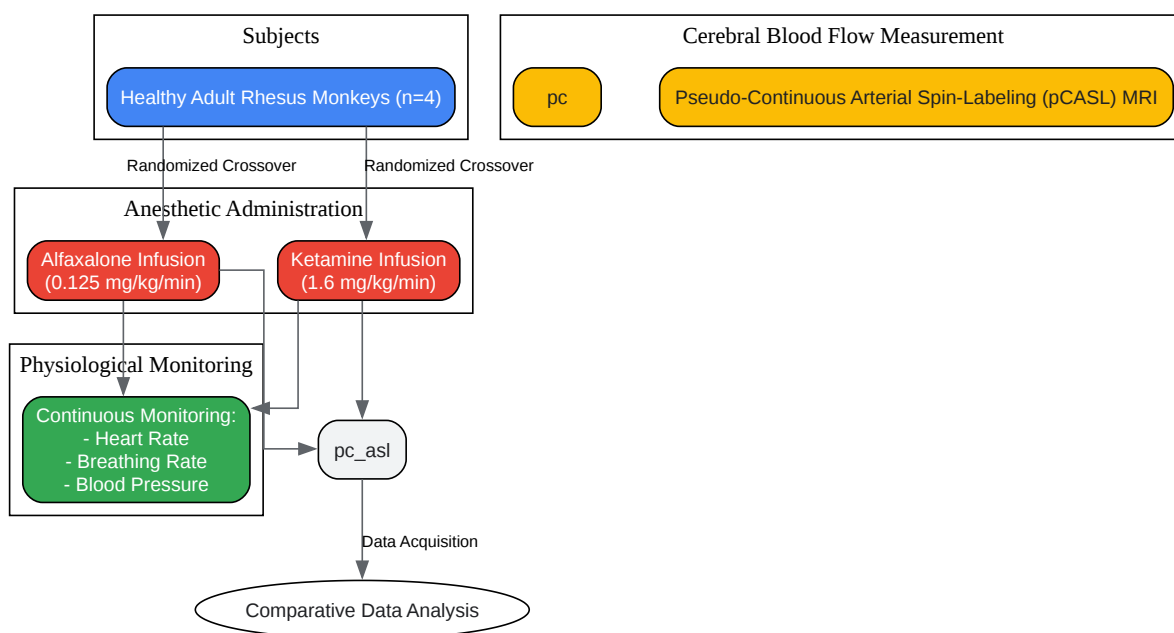 Subjects
Healthy Adult Rhesus Monkeys (n=4)
Cerebral Blood Flow Measurement
pc
Pseudo-Continuous Arterial Spin-Labeling (pCASL) MRI
Randomized Crossover
Randomized Crossover
Anesthetic Administration
Alfaxalone Infusion
(0.125 mg/kg/min)
Ketamine Infusion
(1.6 mg/kg/min)
Physiological Monitoring
Continuous Monitoring:
- Heart Rate
- Breathing Rate
- Blood Pressure
pc_asl
Data Acquisition
Comparative Data Analysis